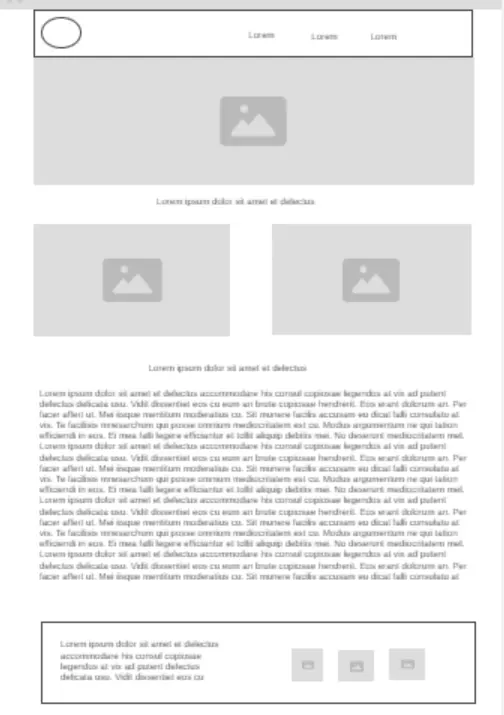 Lorem
Lorem
Lorem
Lorem ipsum dolor sit amet et delectus
Lorem ipsum dolor sit amet et delectus
Lorem ipsum dolor sit amet et delectus accommodare his consul copiosae legendos at vis ad putent
delectus delicata usu. Vidit dissentiet eos cu eum an brute copiosae hendrerit. Eos erant dolorum an. Per
facer affert ut. Mei iisque mentitum moderatius cu. Sit munere facilis accusam eu dicat falli consulatu at
vis. Te facilisis mnesarchum qui posse omnium mediocritatem est cu. Modus argumentum ne qui tation
efficiendi in eos. Ei mea falli legere efficiantur et tollit aliquip debitis mei. No deserunt mediocritatem mel.
Lorem ipsum dolor sit amet et delectus accommodare his consul copiosae legendos at vis ad putent
delectus delicata usu. Vidit dissentiet eos cu eum an brute copiosae hendrerit. Eos erant dolorum an. Per
facer affert ut. Mei iisque mentitum moderatius cu. Sit munere facilis accusam eu dicat falli consulatu at
vis. Te facilisis mnesarchum qui posse omnium mediocritatem est cu. Modus argumentum ne qui tation
efficiendi in eos. Ei mea falli legere efficiantur et tollit aliquip debitis mei. No deserunt mediocritatem mel.
Lorem ipsum dolor sit amet et delectus accommodare his consul copiosae legendos at vis ad putent
delectus delicata usu. Vidit dissentiet eos cu eum an brute copiosae hendrerit. Eos erant dolorum an. Per
facer affert ut. Mei iisque mentitum moderatius cu. Sit munere facilis accusam eu dicat falli consulatu at
vis. Te facilisis mnesarchum qui posse omnium mediocritatem est cu. Modus argumentum ne qui tation
efficiendi in eos. Ei mea falli legere efficiantur et tollit aliquip debitis mei. No deserunt mediocritatem mel.
Lorem ipsum dolor sit amet et delectus accommodare his consul copiosae legendos at vis ad putent
delectus delicata usu. Vidit dissentiet eos cu eum an brute copiosae hendrerit. Eos erant dolorum an. Per
facer affert ut. Mei iisque mentitum moderatius cu. Sit munere facilis accusam eu dicat falli consulatu at
Lorem ipsum dolor sit amet et delectus
accommodare his consul copiosae
legendos at vis ad putent delectus
delicata usu. Vidit dissentiet eos cu